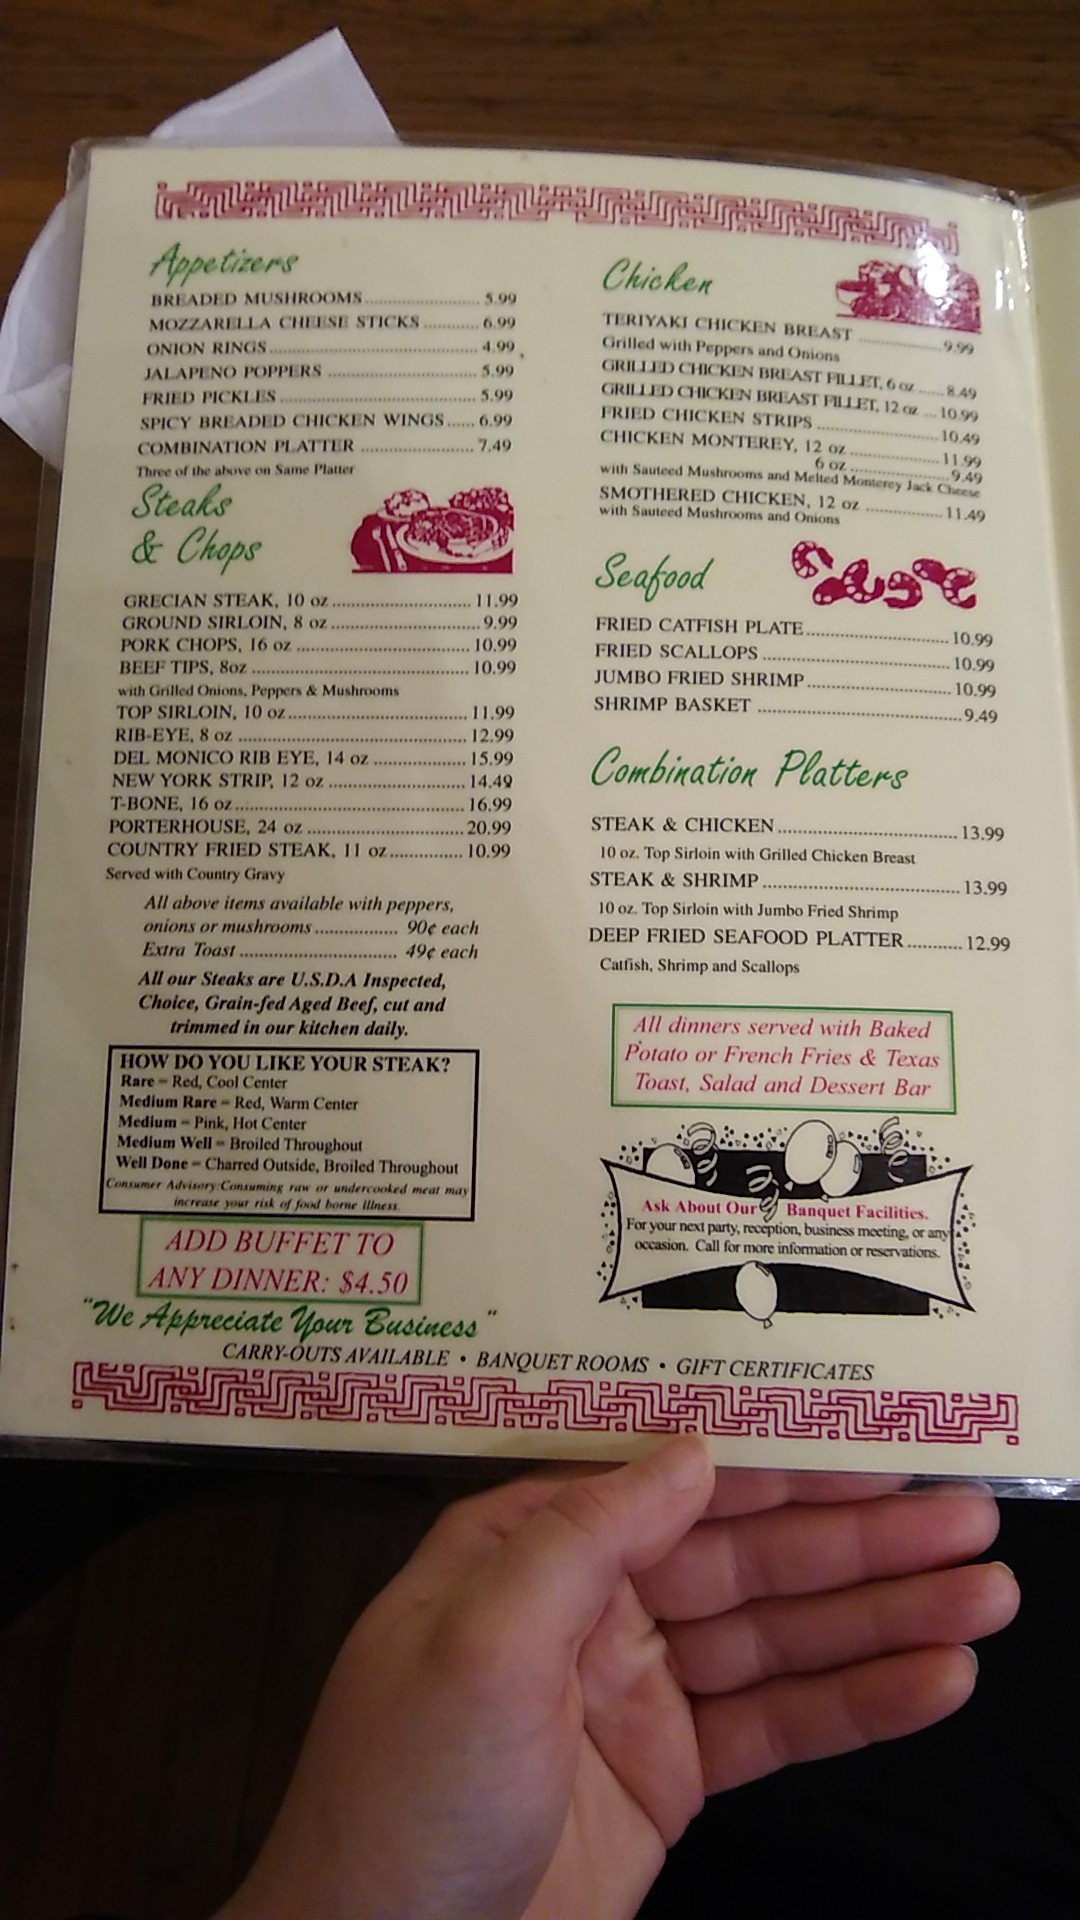 Appetizers
BREADED MUSHROOMS ........................ 5.99
MOZZARELLA CHEESE STICKS ............ 6.99
ONION RINGS ............................................ 4.99
JALAPENO POPPERS ................................ 5.99
FRIED PICKLES .......................................... 5.99
SPICY BREADED CHICKEN WINGS ...... 6.99
COMBINATION PLATTER ........................ 7.49
Three of the above on Same Platter
Steaks
& Chops
GRECIAN STEAK, 10 oz ............................. 11.99
GROUND SIRLOIN, 8 oz ............................... 9.99
PORK CHOPS, 16 oz .................................... 10.99
BEEF TIPS, 8oz ............................................. 10.99
with Grilled Onions, Peppers & Mushrooms
TOP SIRLOIN, 10 oz ..................................... 11.99
RIB-EYE, 8 oz ............................................... 12.99
DEL MONICO RIB EYE, 14 oz ................... 15.99
NEW YORK STRIP, 12 oz ............................ 14.49
T-BONE, 16 oz ............................................... 16.99
PORTERHOUSE, 24 oz ................................ 20.99
COUNTRY FRIED STEAK, 11 oz ............... 10.99
Served with Country Gravy
All above items available with peppers,
onions or mushrooms ................. 90¢ each
Extra Toast ................................ 49¢ each
All our Steaks are U.S.D.A Inspected,
Choice, Grain-fed Aged Beef, cut and
trimmed in our kitchen daily.
HOW DO YOU LIKE YOUR STEAK?
Rare = Red, Cool Center
Medium Rare = Red, Warm Center
Medium = Pink, Hot Center
Medium Well = Broiled Throughout
Well Done = Charred Outside, Broiled Throughout
Consumer Advisory:Consuming raw or undercooked meat may
increase your risk of food borne illness.
ADD BUFFET TO
ANY DINNER: $4.50
Chicken
TERIYAKI CHICKEN BREAST .................. 9.99
Grilled with Peppers and Onions
GRILLED CHICKEN BREAST FILLET, 6 oz ...... 8.49
GRILLED CHICKEN BREAST FILLET, 12 oz ... 10.99
FRIED CHICKEN STRIPS ........................... 10.49
CHICKEN MONTEREY, 12 oz .................... 11.99
6 oz ...................... 9.49
with Sauteed Mushrooms and Melted Monterey Jack Cheese
SMOTHERED CHICKEN, 12 oz ................. 11.49
with Sauteed Mushrooms and Onions
Seafood
FRIED CATFISH PLATE .............................. 10.99
FRIED SCALLOPS ........................................ 10.99
JUMBO FRIED SHRIMP .............................. 10.99
SHRIMP BASKET .......................................... 9.49
Combination Platters
STEAK & CHICKEN ...................................... 13.99
10 oz. Top Sirloin with Grilled Chicken Breast
STEAK & SHRIMP ......................................... 13.99
10 oz. Top Sirloin with Jumbo Fried Shrimp
DEEP FRIED SEAFOOD PLATTER ........... 12.99
Catfish, Shrimp and Scallops
All dinners served with Baked
Potato or French Fries & Texas
Toast, Salad and Dessert Bar
Ask About Our Banquet Facilities.
For your next party, reception, business meeting, or any
occasion. Call for more information or reservations.
"We Appreciate Your Business"
CARRY-OUTS AVAILABLE • BANQUET ROOMS • GIFT CERTIFICATES